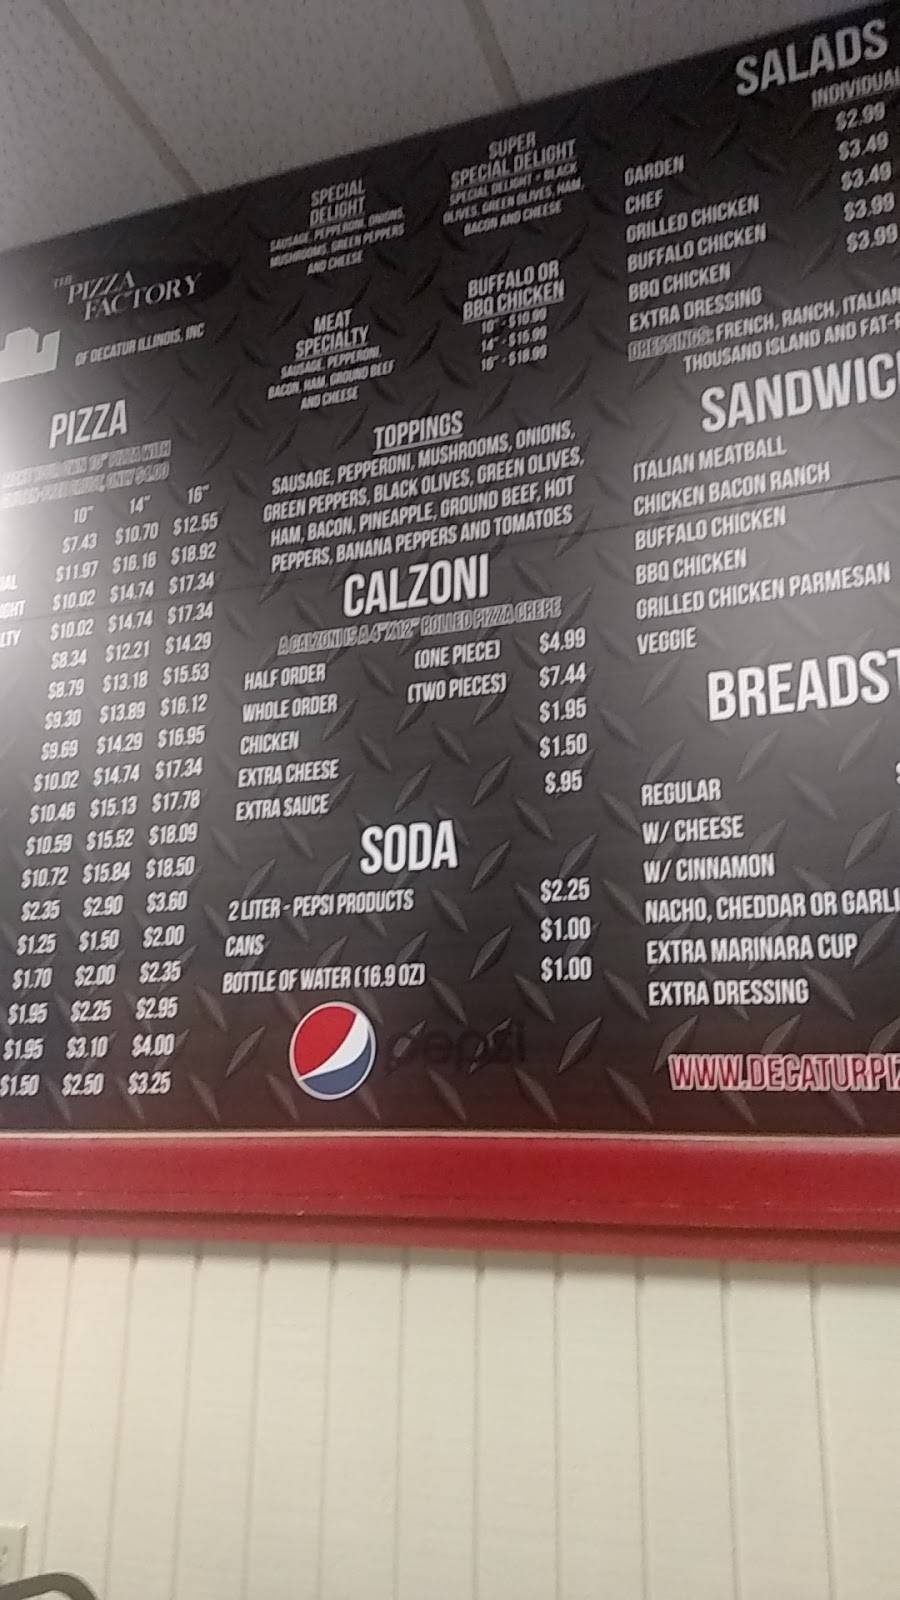 THE
PIZZA
FACTORY
OF DECATUR ILLINOIS, INC
PIZZA
10" 14" 16"
$7.43 $10.70 $12.55
$11.97 $16.16 $18.92
$10.02 $14.74 $17.34
$10.02 $14.74 $17.34
$8.34 $12.21 $14.29
$8.79 $13.18 $15.53
$9.30 $13.89 $16.12
$9.69 $14.29 $16.95
$10.02 $14.74 $17.34
$10.46 $15.13 $17.78
$10.59 $15.52 $18.09
$10.72 $15.84 $18.50
$2.35 $2.90 $3.60
$1.25 $1.50 $2.00
$1.70 $2.00 $2.35
$1.95 $2.25 $2.95
$1.95 $3.10 $4.00
$1.50 $2.50 $3.25
SPECIAL
DELIGHT
SAUSAGE, PEPPERONI, ONIONS,
MUSHROOMS, GREEN PEPPERS
AND CHEESE
SUPER
SPECIAL DELIGHT
SPECIAL DELIGHT + BLACK
OLIVES, GREEN OLIVES, HAM,
BACON AND CHEESE
MEAT
SPECIALTY
SAUSAGE, PEPPERONI,
BACON, HAM, GROUND BEEF
AND CHEESE
BUFFALO OR
BBQ CHICKEN
10" - $10.99
14" - $15.99
16" - $18.99
TOPPINGS
SAUSAGE, PEPPERONI, MUSHROOMS, ONIONS,
GREEN PEPPERS, BLACK OLIVES, GREEN OLIVES,
HAM, BACON, PINEAPPLE, GROUND BEEF, HOT
PEPPERS, BANANA PEPPERS AND TOMATOES
CALZONI
A CALZONI IS A 4"X12" ROLLED PIZZA CREPE
HALF ORDER (ONE PIECE) $4.99
WHOLE ORDER (TWO PIECES) $7.44
CHICKEN $1.95
EXTRA CHEESE $1.50
EXTRA SAUCE $.95
SODA
2 LITER - PEPSI PRODUCTS $2.25
CANS $1.00
BOTTLE OF WATER (16.9 OZ) $1.00
pepsi
SALADS
INDIVIDUAL
GARDEN $2.99
CHEF $3.49
GRILLED CHICKEN $3.49
BUFFALO CHICKEN $3.99
BBQ CHICKEN $3.99
EXTRA DRESSING
DRESSINGS: FRENCH, RANCH, ITALIAN
THOUSAND ISLAND AND FAT-
SANDWIC
ITALIAN MEATBALL
CHICKEN BACON RANCH
BUFFALO CHICKEN
BBQ CHICKEN
GRILLED CHICKEN PARMESAN
VEGGIE
BREADST
REGULAR
W/ CHEESE
W/ CINNAMON
NACHO, CHEDDAR OR GARLI
EXTRA MARINARA CUP
EXTRA DRESSING
WWW.DECATURPI